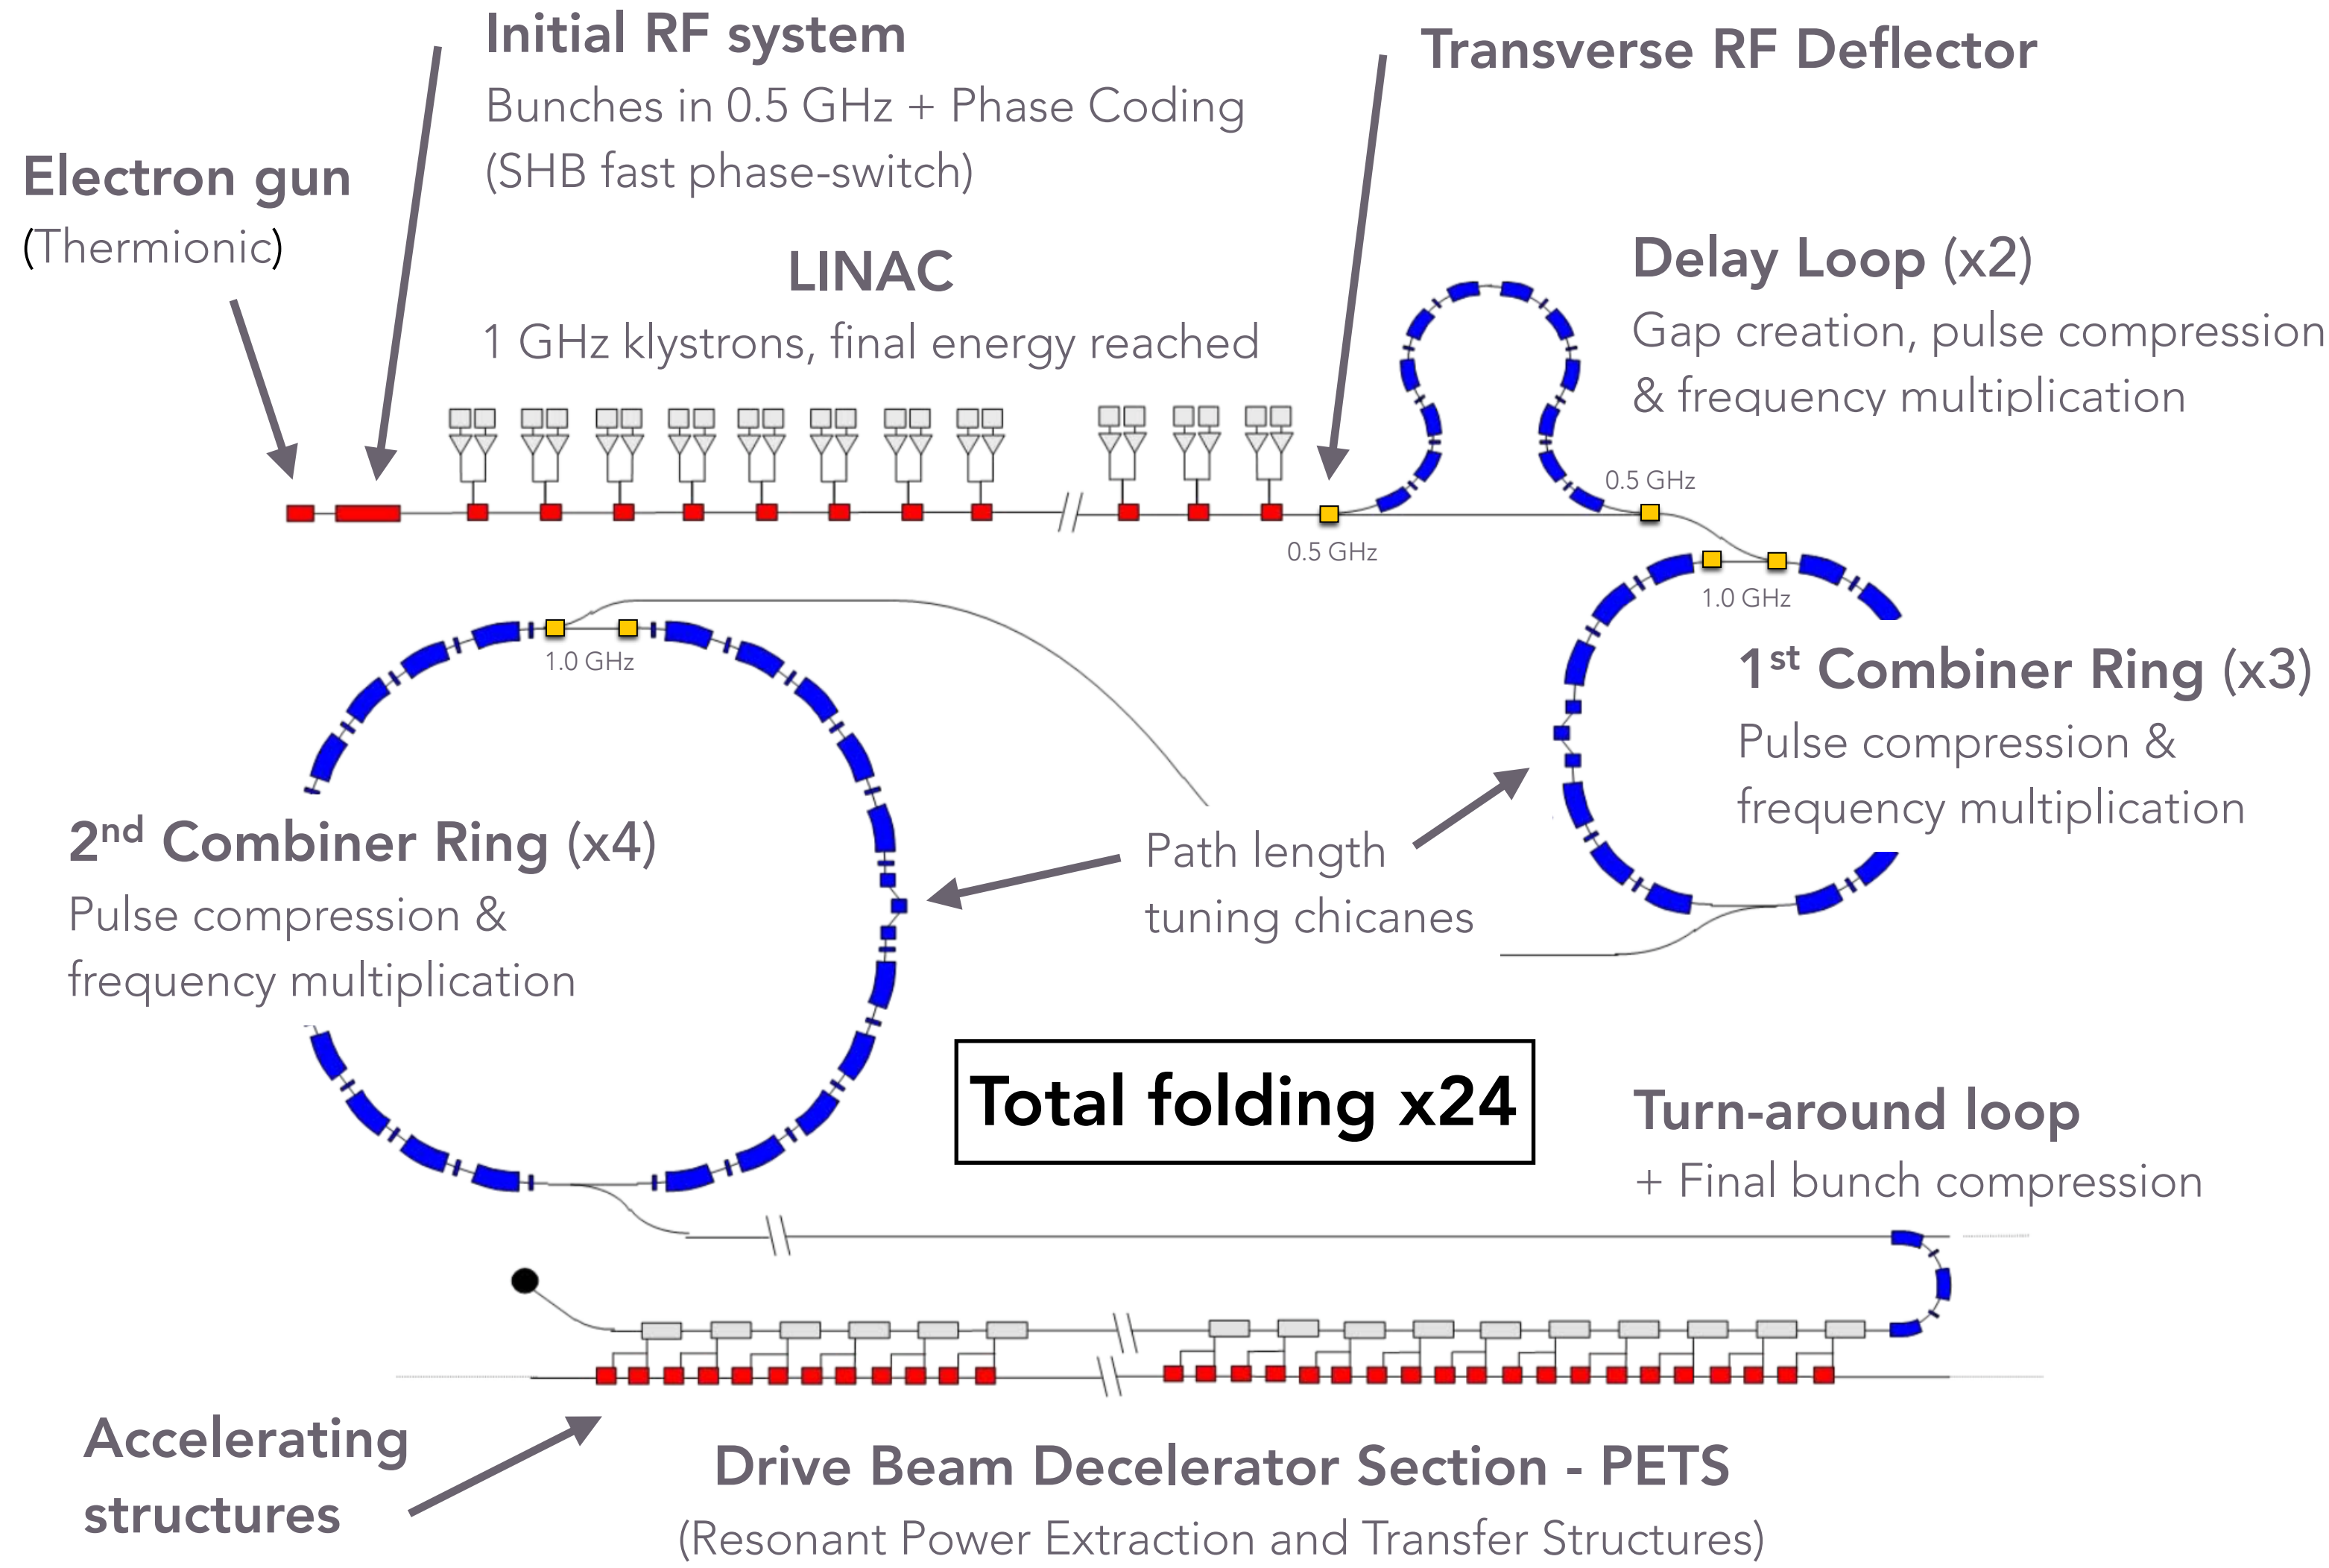 Initial RF system
Bunches in 0.5 GHz + Phase Coding
(SHB fast phase-switch)
Transverse RF Deflector
Electron gun
(Thermionic)
LINAC
1 GHz klystrons, final energy reached
Delay Loop (x2)
Gap creation, pulse compression
& frequency multiplication
0.5 GHz
0.5 GHz
1.0 GHz
1.0 GHz
1st Combiner Ring (x3)
Pulse compression &
frequency multiplication
2nd Combiner Ring (x4)
Pulse compression &
frequency multiplication
Path length
tuning chicanes
Total folding x24
Turn-around loop
+ Final bunch compression
Accelerating
structures
Drive Beam Decelerator Section - PETS
(Resonant Power Extraction and Transfer Structures)